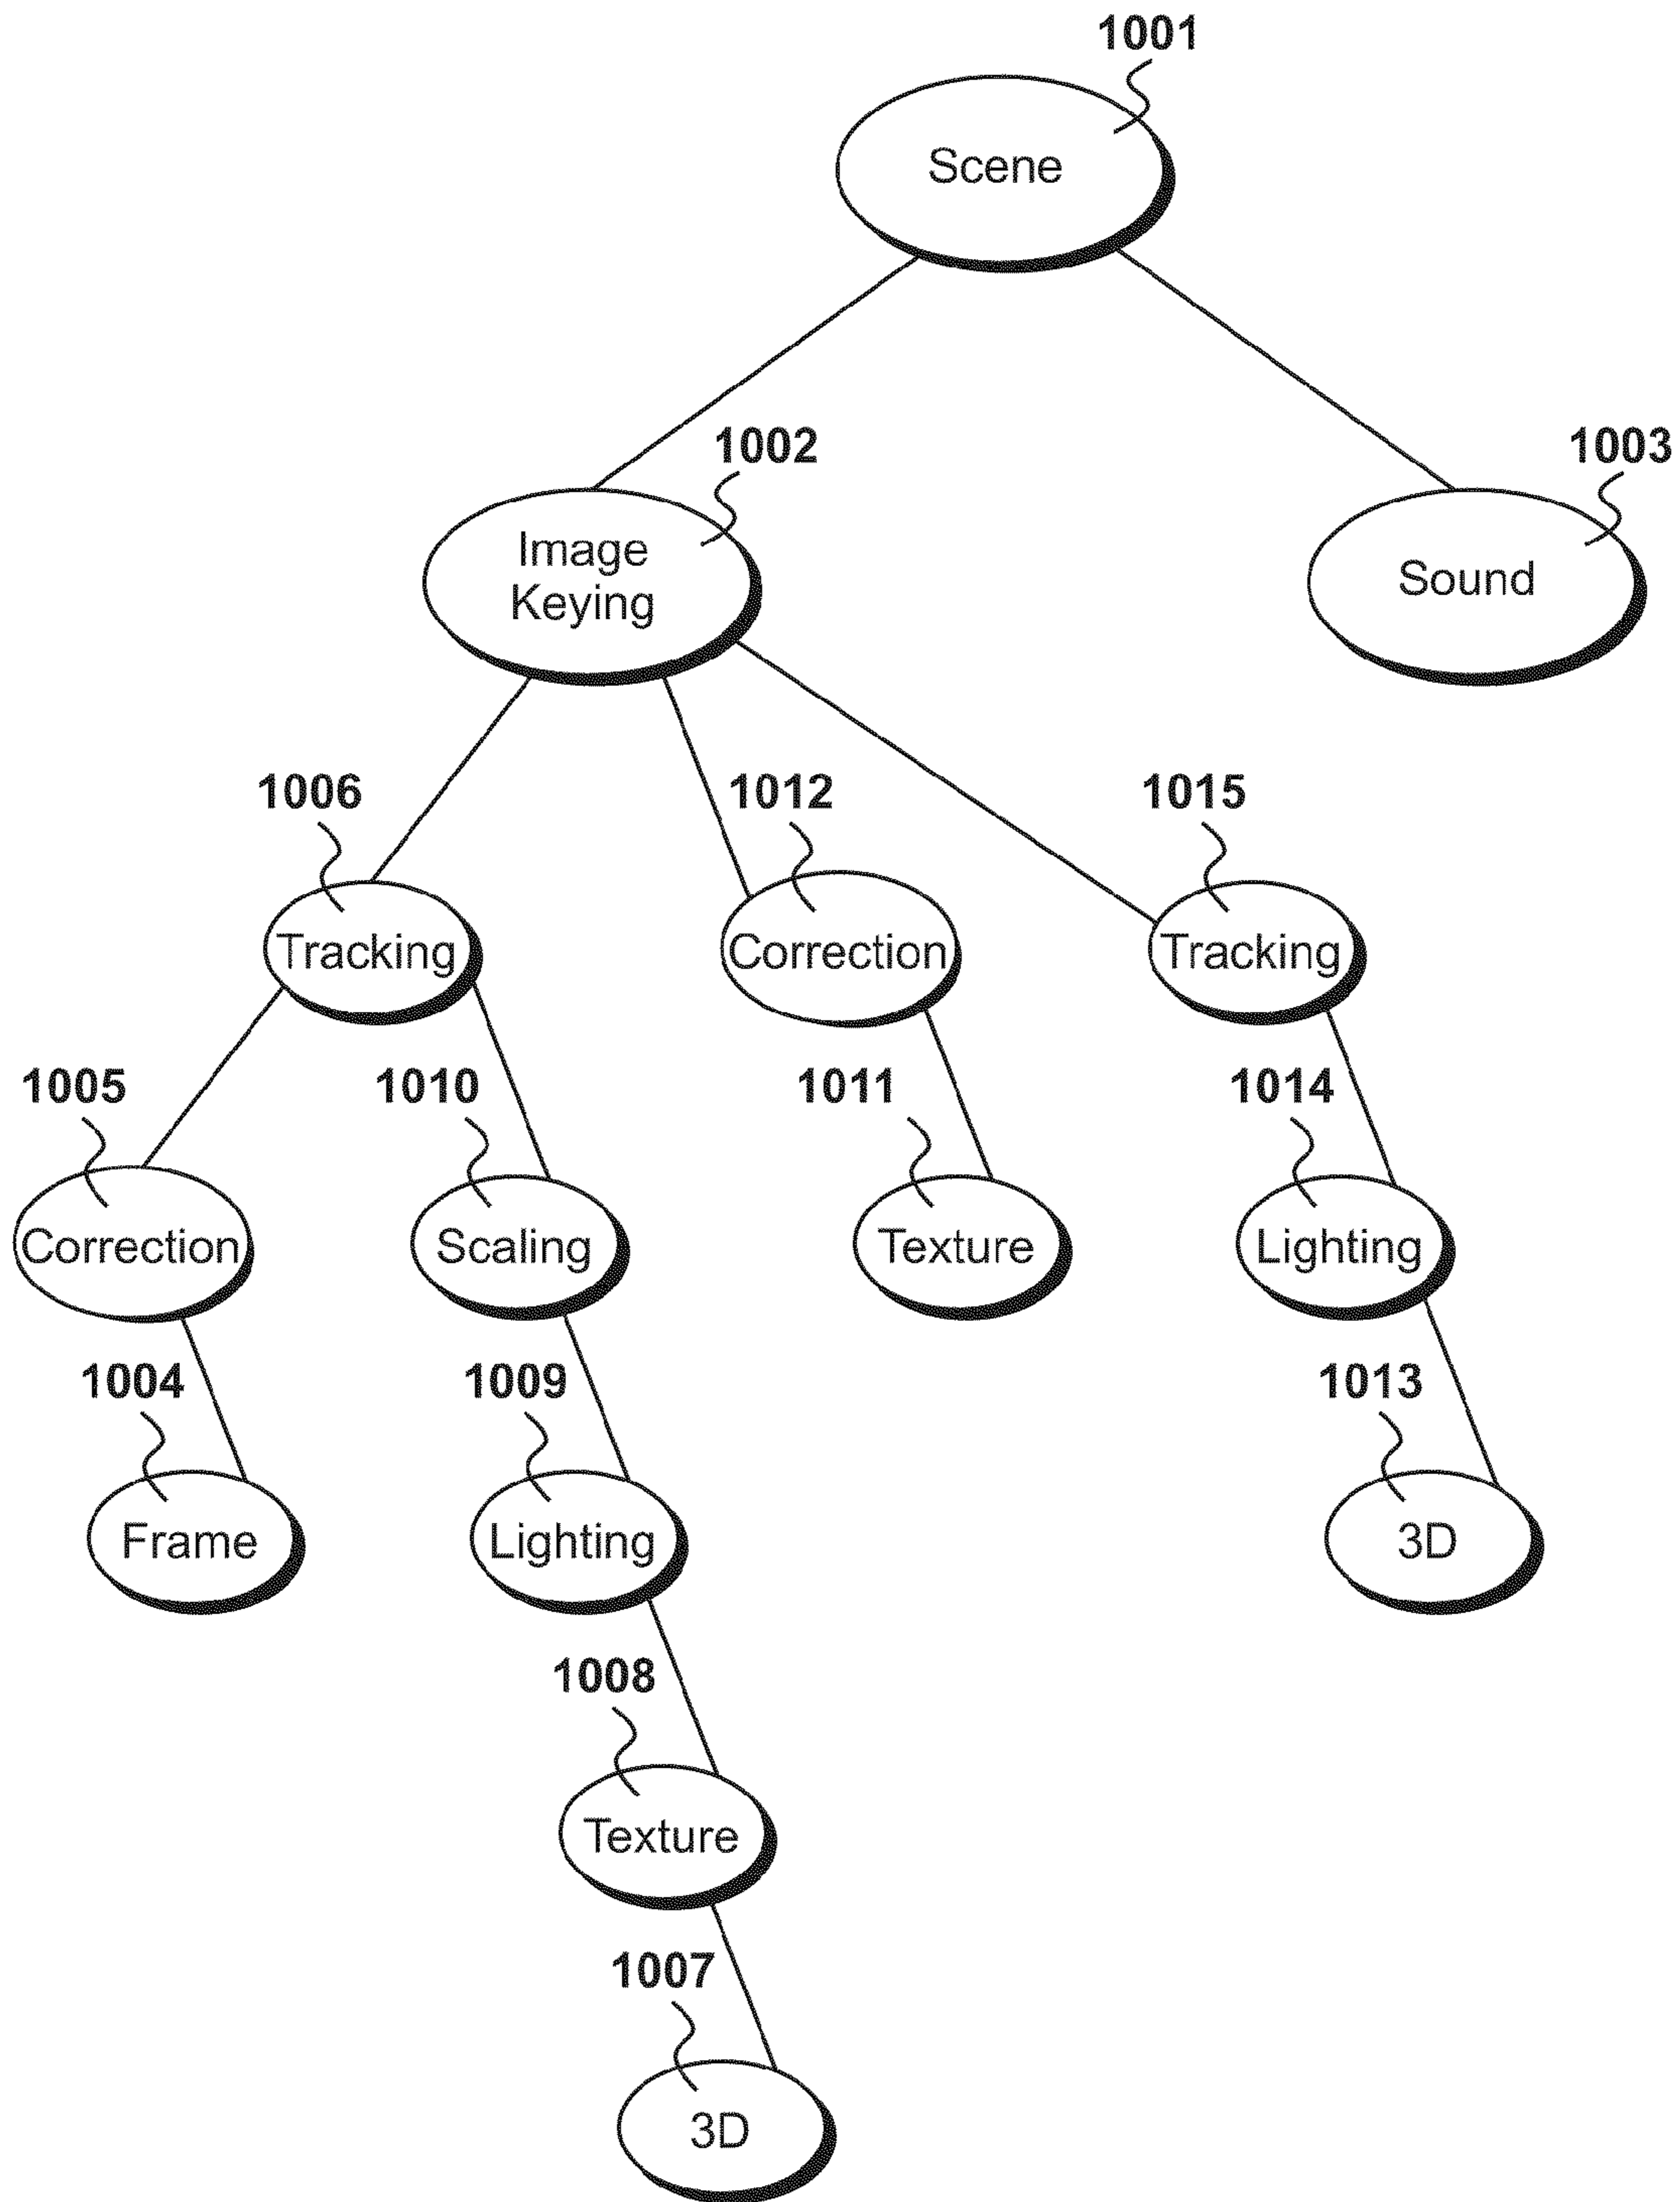 1001
Scene
1002
1003
Image
Keying
Sound
1006
1012
1015
Tracking
Correction
Tracking
1005
1010
1011
1014
Correction
Scaling
Texture
Lighting
1004
1009
1013
Frame
Lighting
3D
1008
Texture
1007
3D